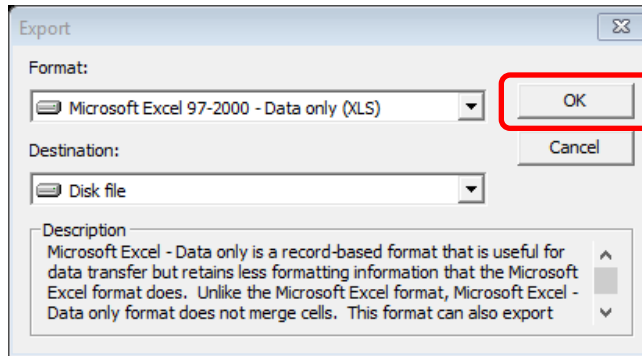 Export
Format:
Microsoft Excel 97-2000 - Data only (XLS)
OK
Destination:
Cancel
Disk file
Description
Microsoft Excel - Data only is a record-based format that is useful for
data transfer but retains less formatting information that the Microsoft
Excel format does.  Unlike the Microsoft Excel format, Microsoft Excel -
Data only format does not merge cells.  This format can also export